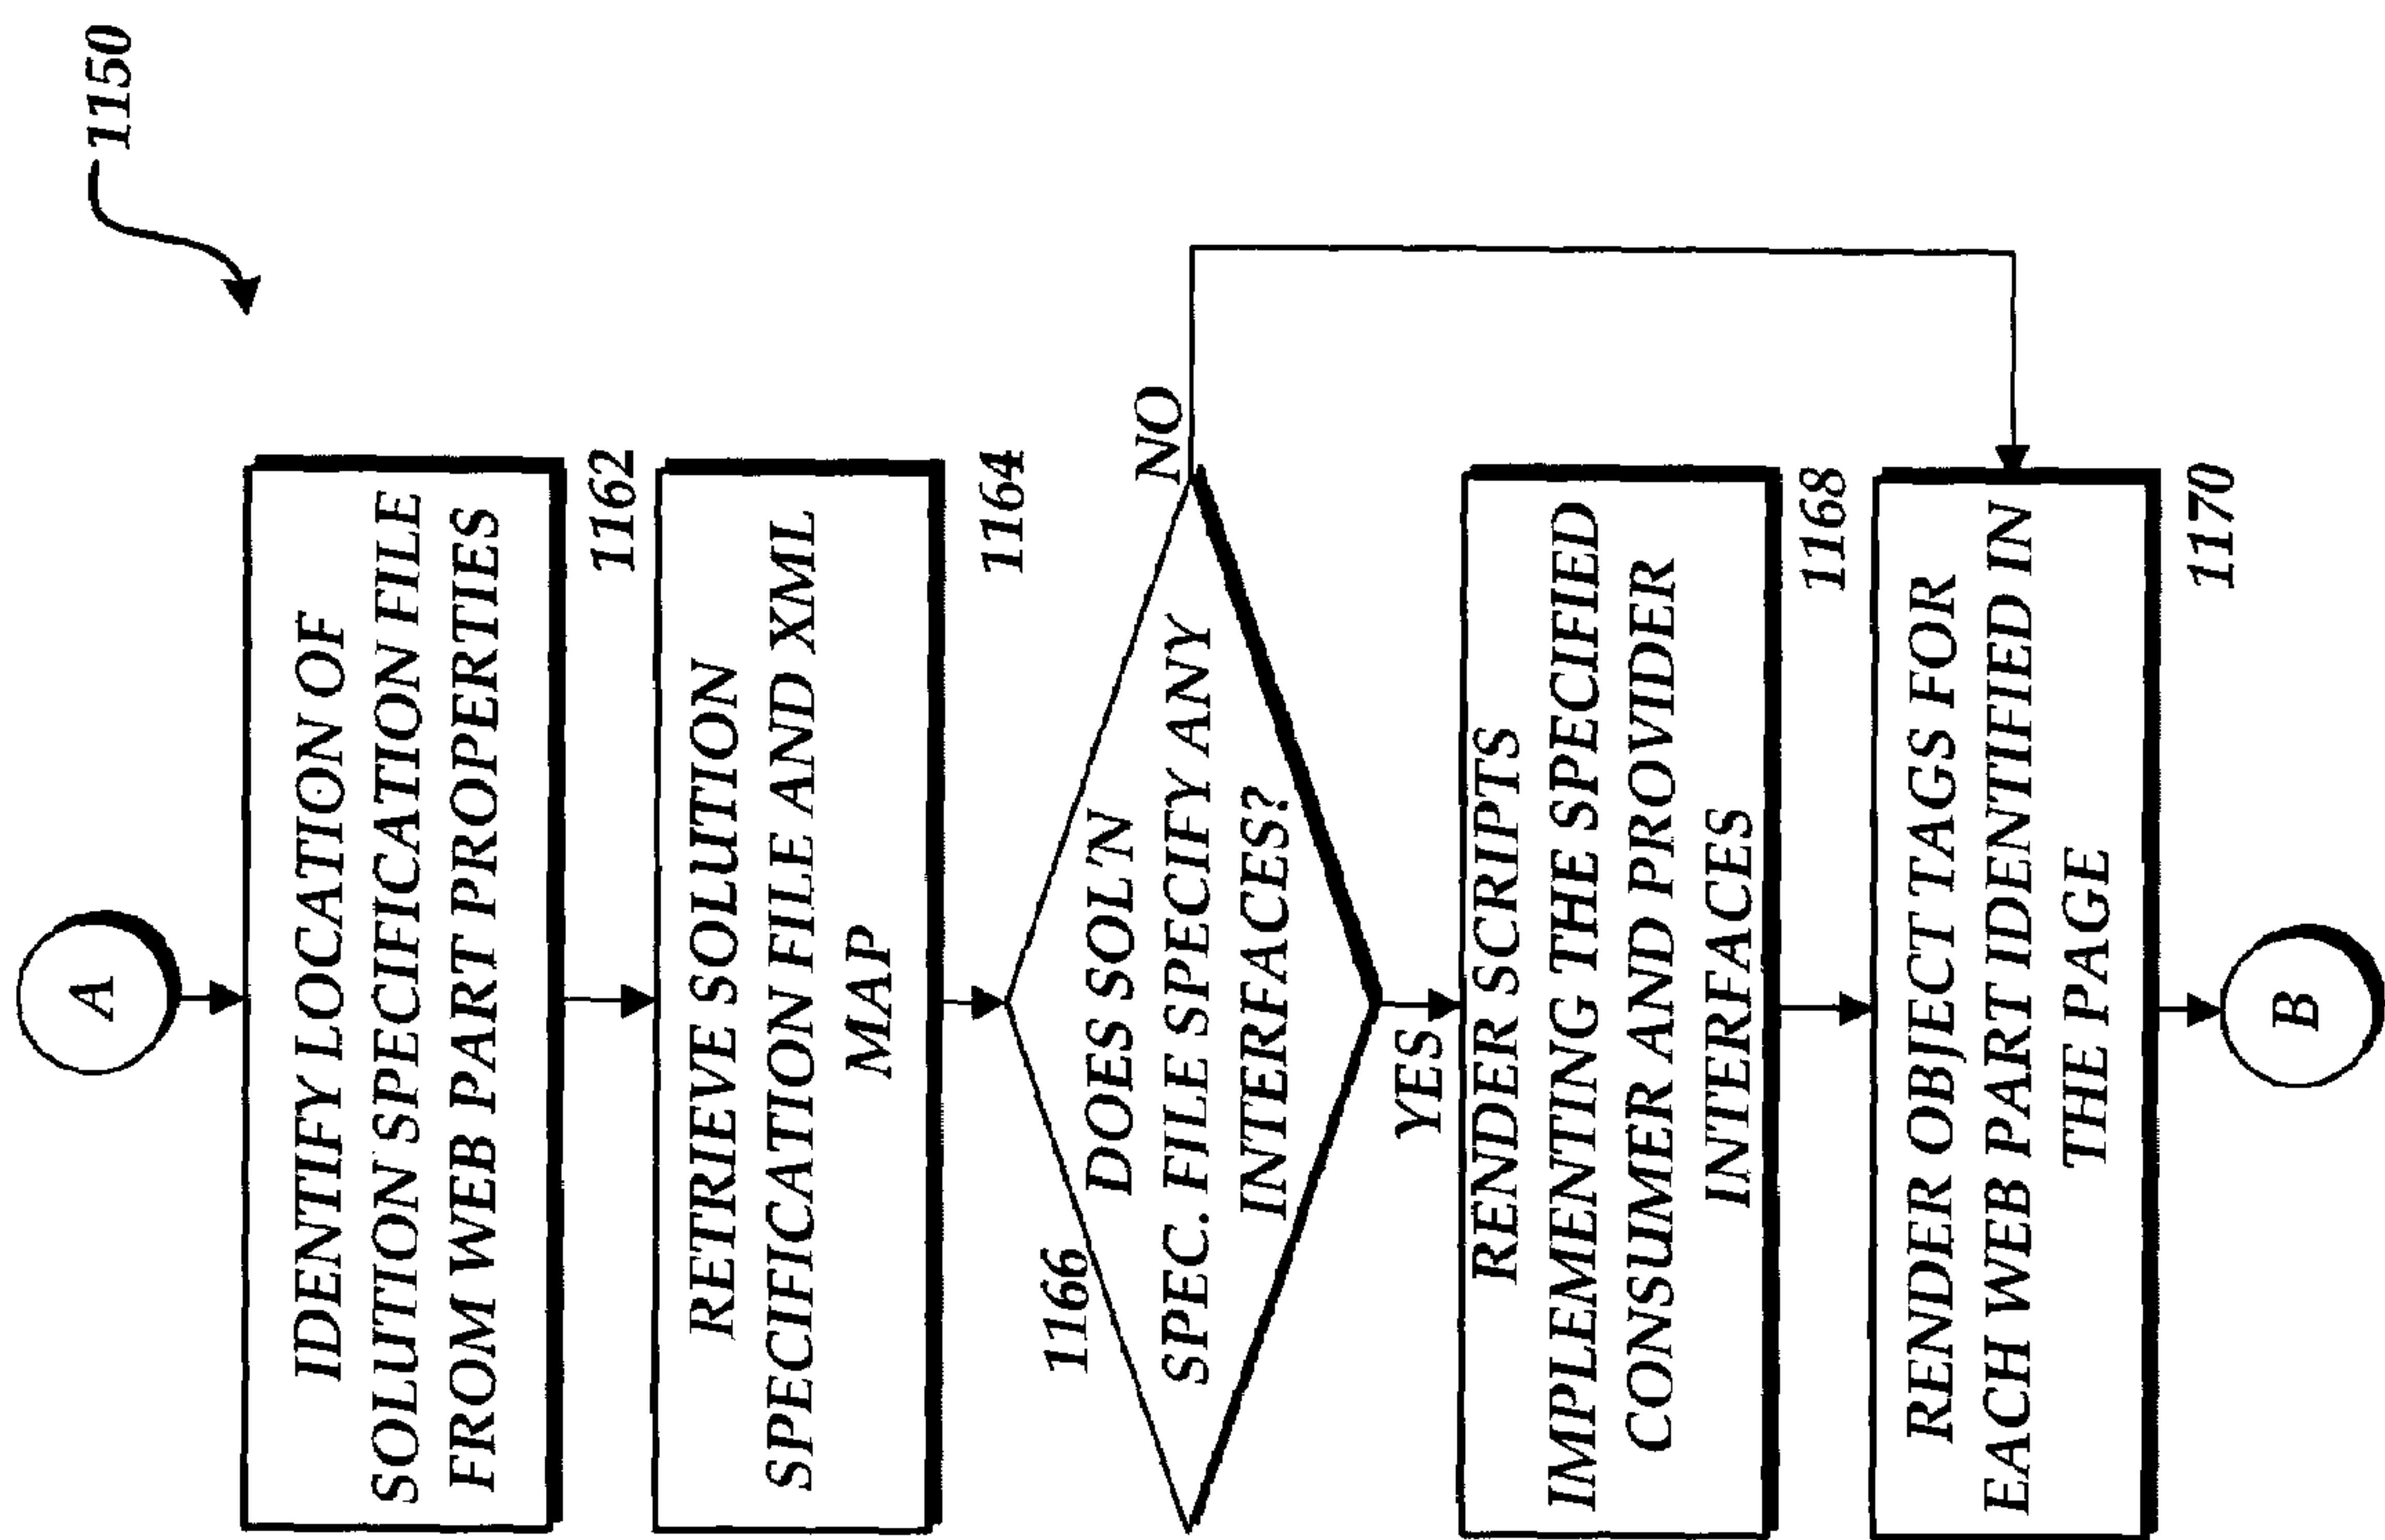 1150
A
IDENTIFY LOCATION OF
SOLUTION SPECIFICATION FILE
FROM WEB PART PROPERTIES
1162
RETRIEVE SOLUTION
SPECIFICATION FILE AND XML
MAP
1164
1166
DOES SOL'N
SPEC. FILE SPECIFY ANY
INTERFACES?
NO
YES
RENDER SCRIPTS
IMPLEMENTING THE SPECIFIED
CONSUMER AND PROVIDER
INTERFACES
1168
RENDER OBJECT TAGS FOR
EACH WEB PART IDENTIFIED IN
THE PAGE
1170
B